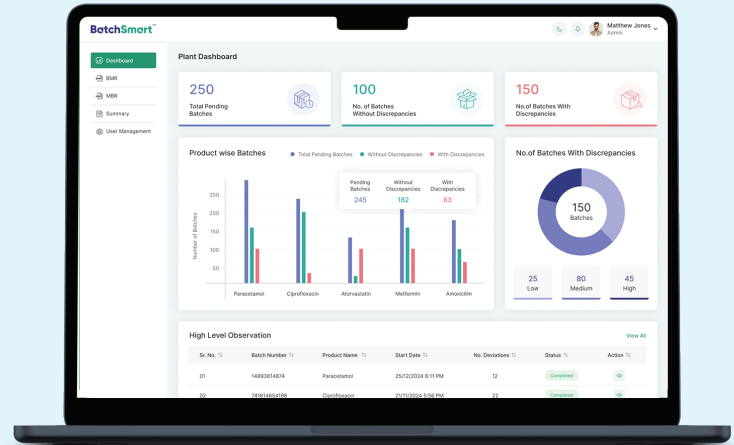 BatchSmart™
Matthew Jones
Admin
Dashboard
BMR
MBR
Summary
User Management
Plant Dashboard
250
Total Pending
Batches
100
No. of Batches
Without Discrepancies
150
No.of Batches With
Discrepancies
Product wise Batches
Total Pending Batches
Without Discrepancies
With Discrepancies
Pending Batches
Without Discrepancies
With Discrepancies
245
182
63
Number of Batches
250
200
150
100
50
Paracetamol
Ciprofloxacin
Atorvastatin
Metformin
Amoxicillin
No.of Batches With Discrepancies
150
Batches
25
Low
80
Medium
45
High
High Level Observation
View All
Sr. No.
Batch Number
Product Name
Start Date
No. Deviations
Status
Action
01
14893814874
Paracetamol
25/12/2024 6:11 PM
12
Completed
02
741614654198
Ciprofloxacin
21/11/2024 5:56 PM
22
Completed